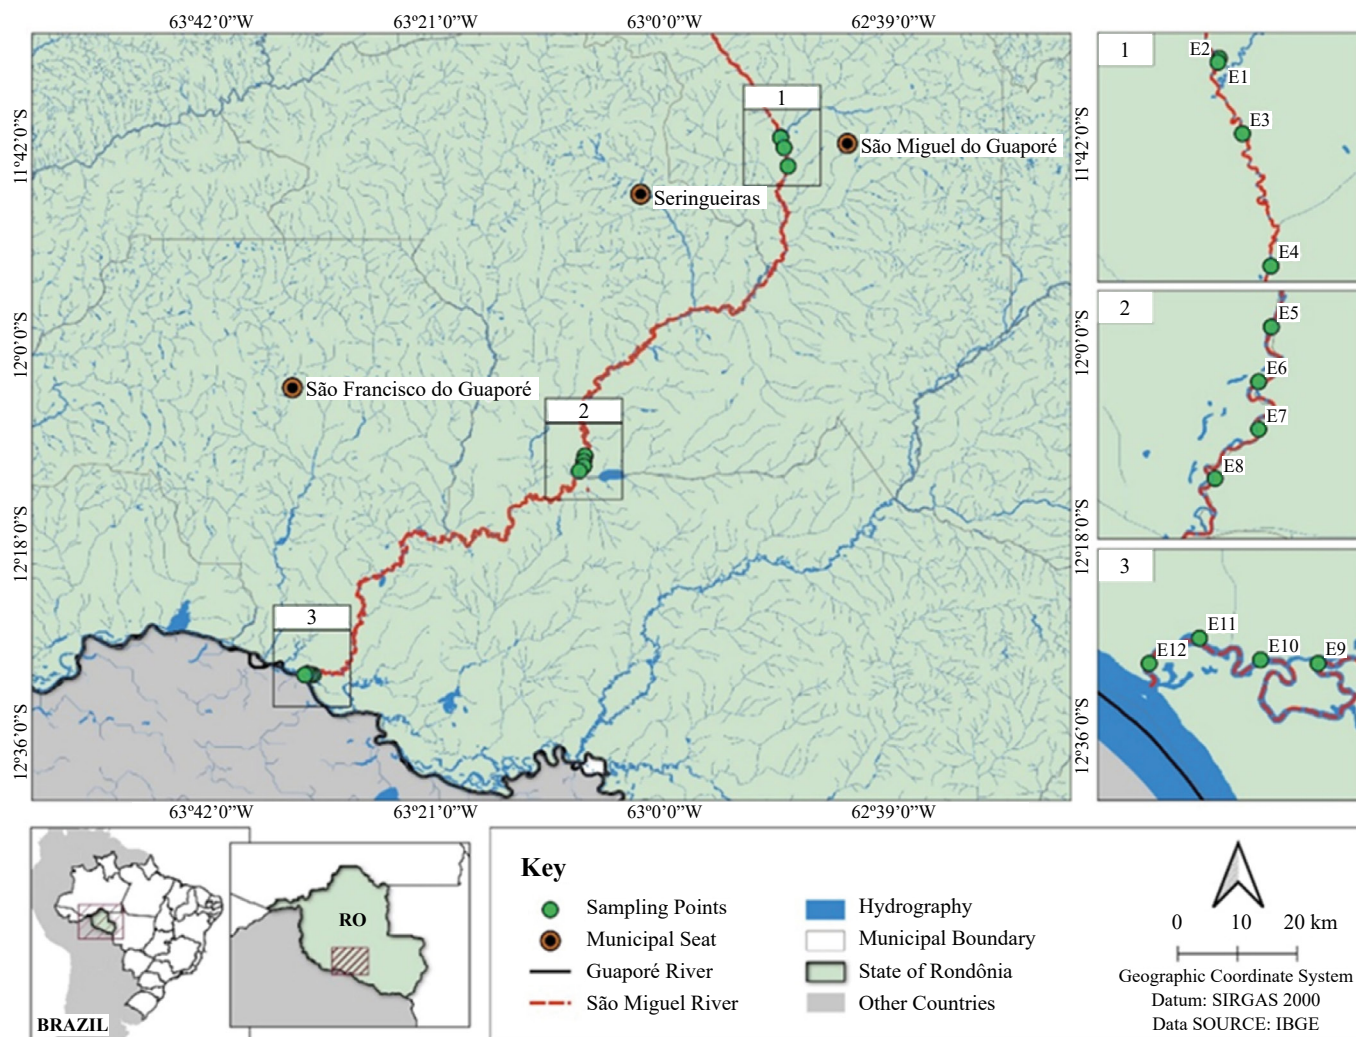 63°42’0”W 63°21’0”W 63°00’0”W 62°39’0”W
11°42’0”S
12°0’0”S
12°18’0”S
12°36’0”S
1
São Miguel do Guaporé
Seringueiras
São Francisco do Guaporé
2
3
63°42’0”W 63°21’0”W 63°00’0”W 62°39’0”W
11°42’0”S
12°0’0”S
12°18’0”S
12°36’0”S
1
E2
E1
E3
E4
2
E5
E6
E7
E8
3
E11
E12
E10
E9
BRAZIL
RO
Key
Sampling Points
Municipal Seat
Guaporé River
São Miguel River
Hydrography
Municipal Boundary
State of Rondônia
Other Countries
0 10 20 km
Geographic Coordinate System
Datum: SIRGAS 2000
Data SOURCE: IBGE